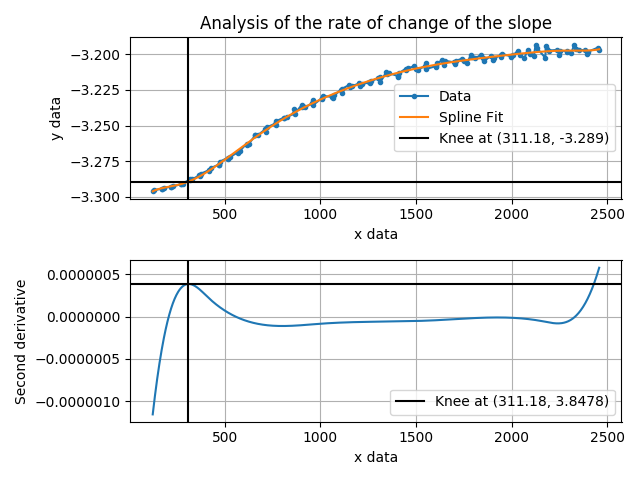 Analysis of the rate of change of the slope
−3.200
−3.225
−3.250
−3.275
−3.300
y data
Data
Spline Fit
Knee at (311.18, -3.289)
500
1000
1500
2000
2500
x data
0.0000005
0.0000000
−0.0000005
−0.0000010
Second derivative
Knee at (311.18, 3.8478)
500
1000
1500
2000
2500
x data